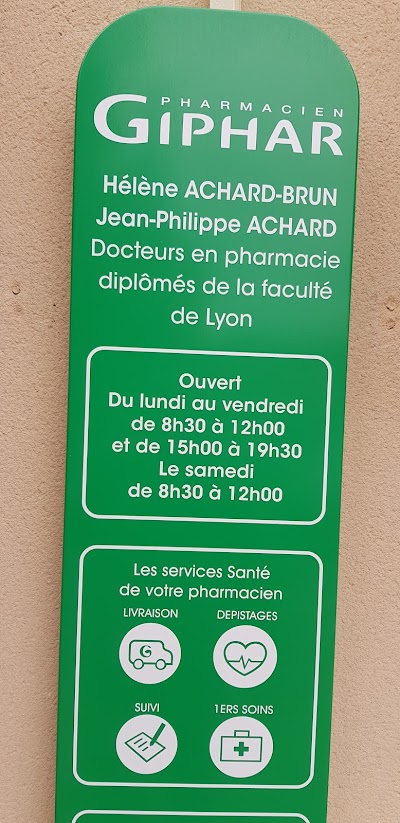 PHARMACIEN
GIPHAR
Hélène ACHARD-BRUN
Jean-Philippe ACHARD
Docteurs en pharmacie
diplômés de la faculté
de Lyon
Ouvert
Du lundi au vendredi
de 8h30 à 12h00
et de 15h00 à 19h30
Le samedi
de 8h30 à 12h00
Les services Santé
de votre pharmacien
LIVRAISON DEPISTAGES
G
SUIVI 1ERS SOINS